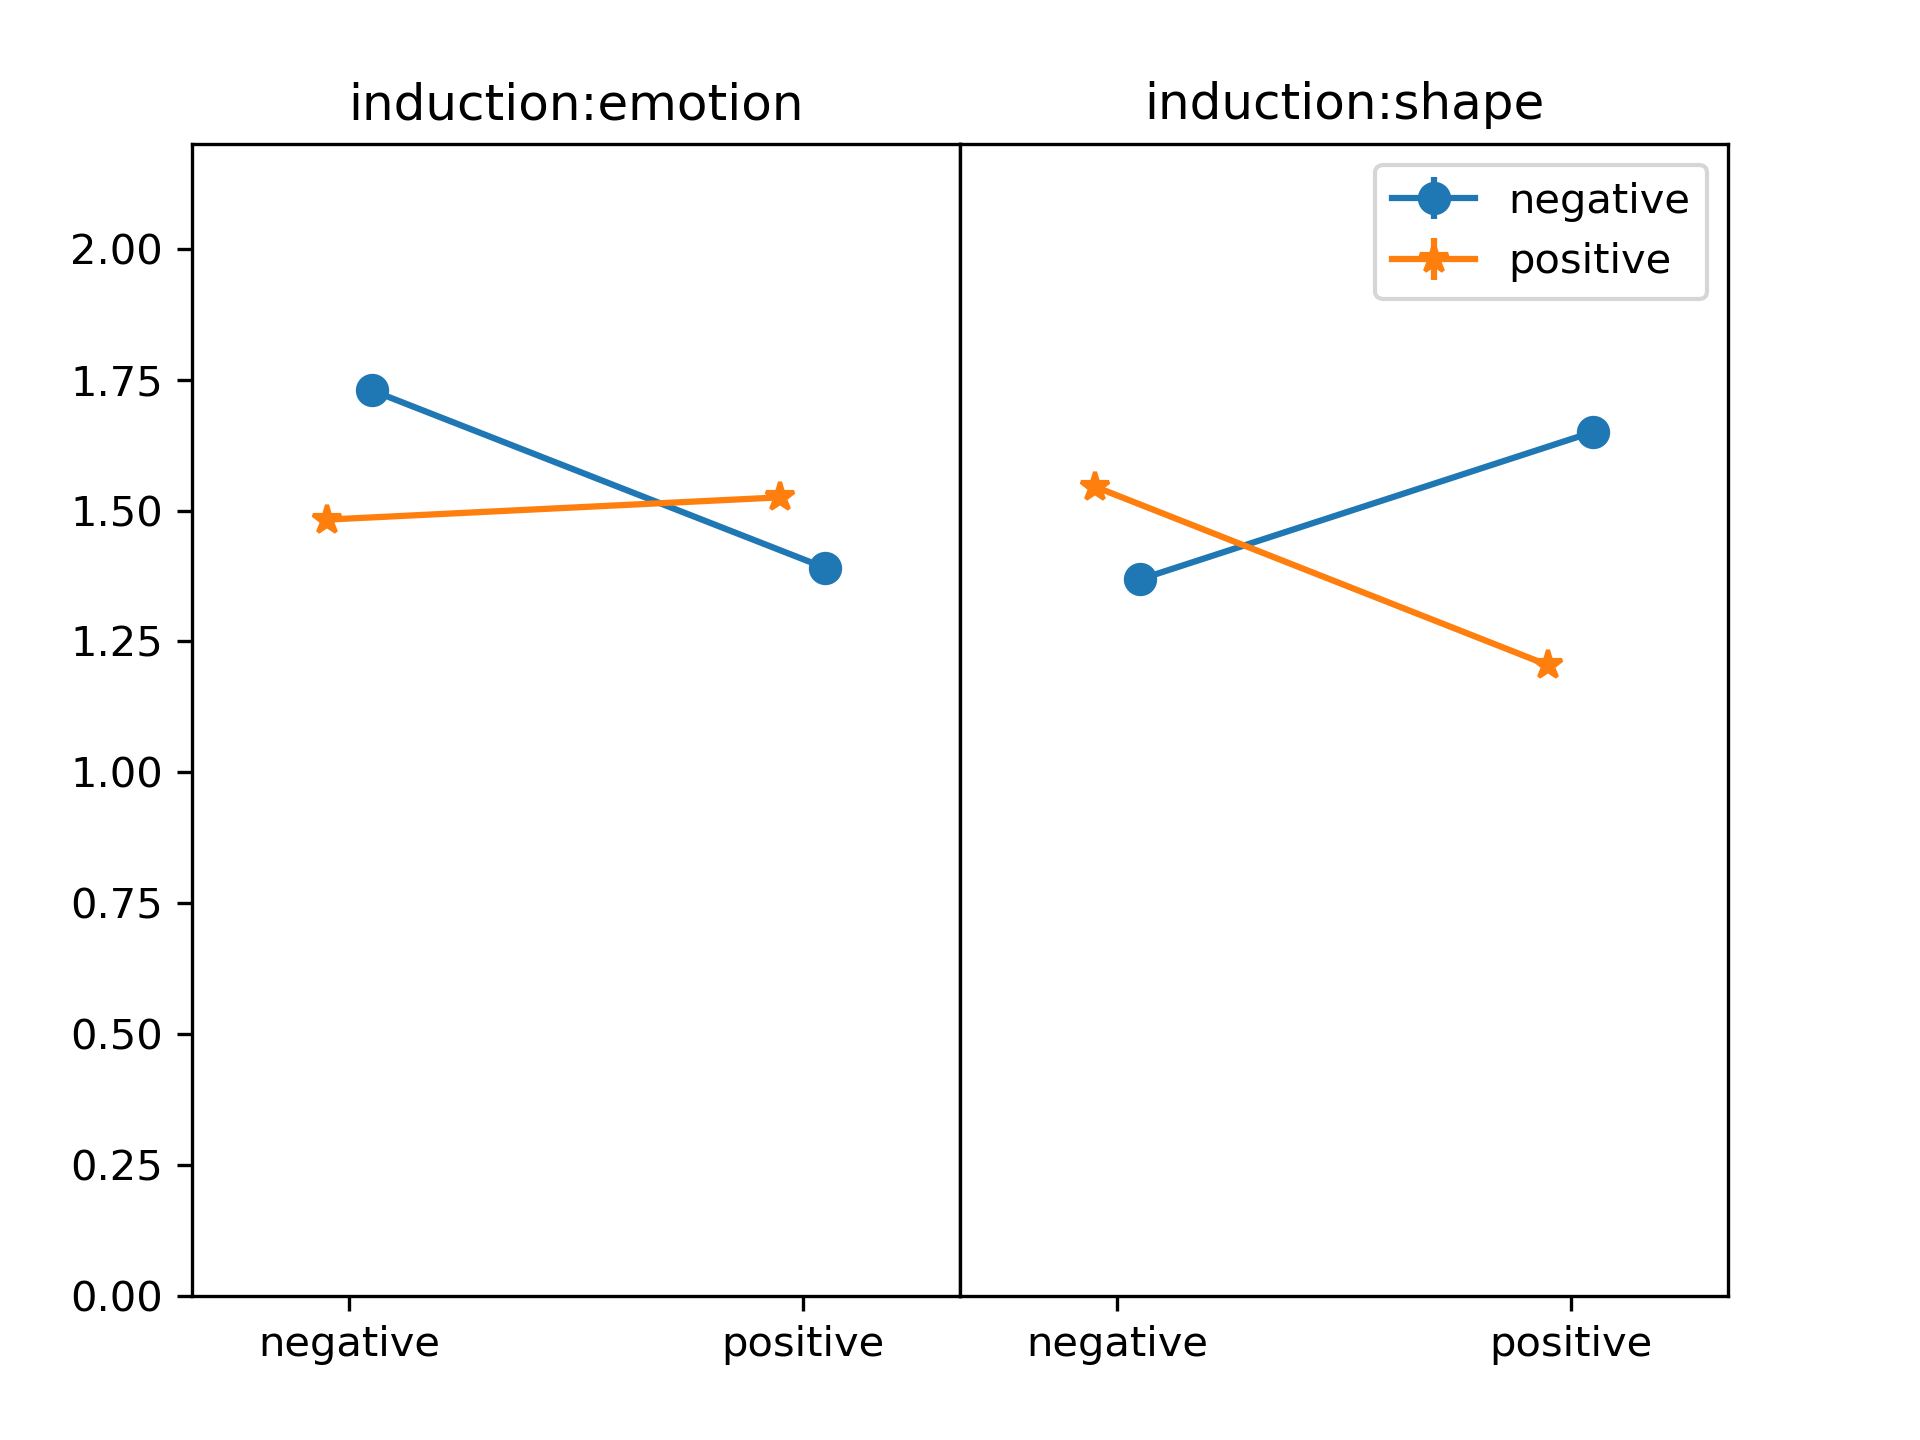 induction:emotion
induction:shape
negative
positive
2.00
1.75
1.50
1.25
1.00
0.75
0.50
0.25
0.00
negative
positive
negative
positive